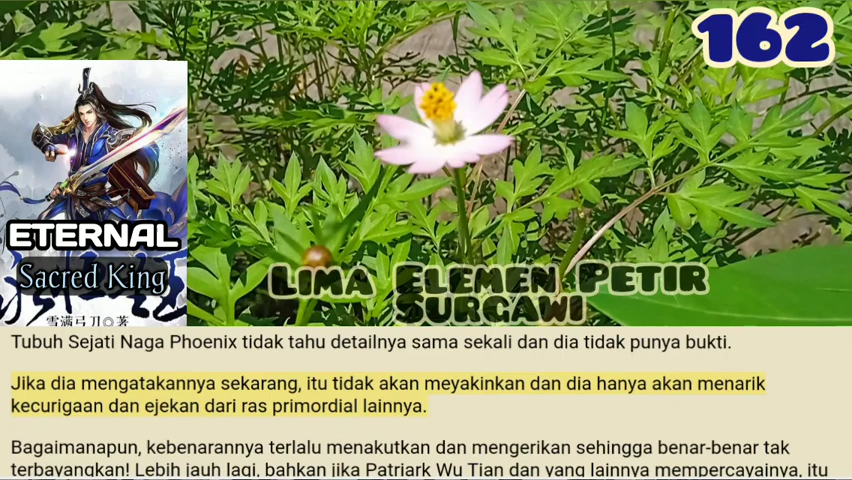 162
ETERNAL
Sacred King
雪满弓刀◎著
LIMA ELEMEN PETIR
SURGAWI
Tubuh Sejati Naga Phoenix tidak tahu detailnya sama sekali dan dia tidak punya bukti.
Jika dia mengatakannya sekarang, itu tidak akan meyakinkan dan dia hanya akan menarik
kecurigaan dan ejekan dari ras primordial lainnya.
Bagaimanapun, kebenarannya terlalu menakutkan dan mengerikan sehingga benar-benar tak
terbayangkan! Lebih jauh lagi, bahkan jika Patriark Wu Tian dan yang lainnya mempercayainya, itu